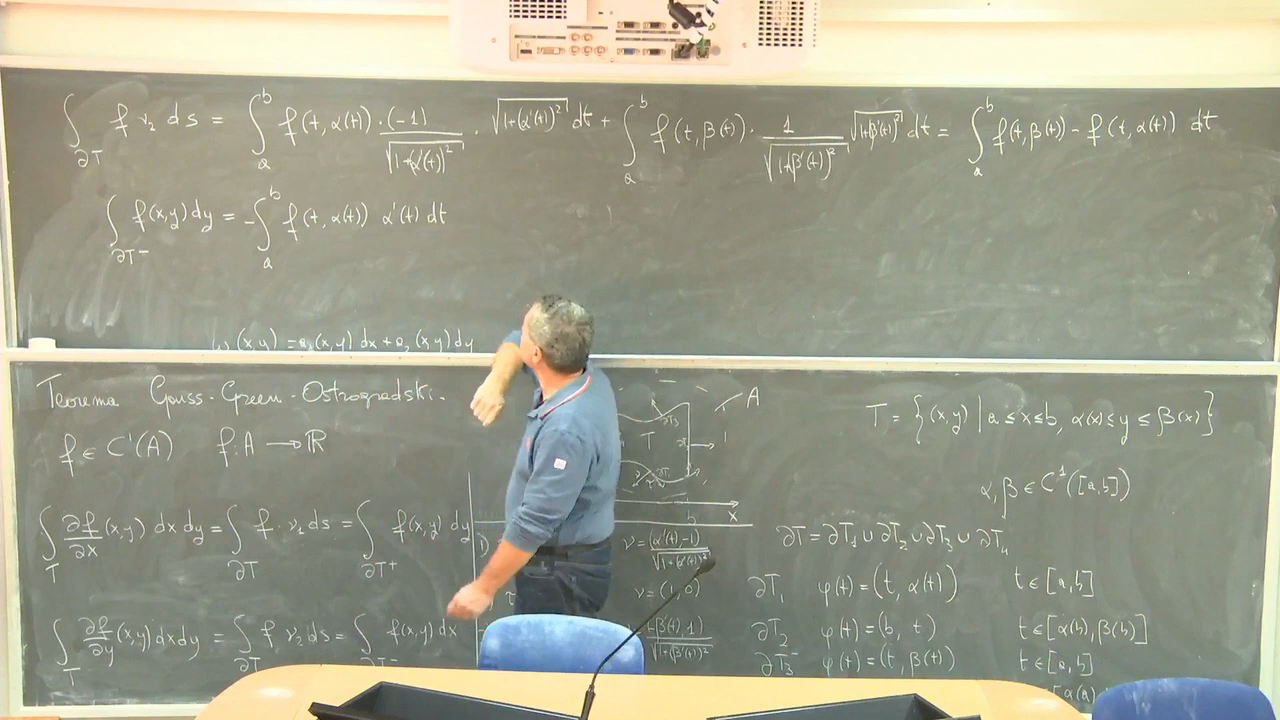 ∫_{∂T} f ν₂ ds = ∫_a^b f(t, α(t)) · (-1)/√(1+(α'(t))²) · √(1+(α'(t))²) dt + ∫_a^b f(t, β(t)) · 1/√(1+(β'(t))²) √(1+(β'(t))²) dt = ∫_a^b f(t, β(t)) - f(t, α(t)) dt
∫_{∂T⁻} f(x,y) dy = -∫_a^b f(t, α(t)) α'(t) dt
(x,y) = a₁(x,y) dx + a₂(x,y) dy
Teorema Gauss-Green-Ostrogradski.
f ∈ C¹(A) f: A → ℝ
∫_T ∂f/∂x (x,y) dx dy = ∫_{∂T} f · ν₁ ds = ∫_{∂T⁺} f(x,y) dy
∫_T ∂f/∂y (x,y) dx dy = ∫_{∂T} f ν₂ ds = ∫_{∂T⁻} f(x,y) dx
A
T
b x
1)
ν = (α'(t), -1)/√(1+(α'(t))²)
ν = (1, 0)
(-β'(t), 1)/√(1+(β'(t))²)
T = {(x,y) | a ≤ x ≤ b, α(x) ≤ y ≤ β(x)}
α, β ∈ C¹([a,b])
∂T = ∂T₁ ∪ ∂T₂ ∪ ∂T₃ ∪ ∂T₄
∂T₁ φ(t) = (t, α(t)) t ∈ [a,b]
∂T₂ φ(t) = (b, t) t ∈ [α(b), β(b)]
∂T₃⁻ φ(t) = (t, β(t)) t ∈ [a,b]
[α(a),